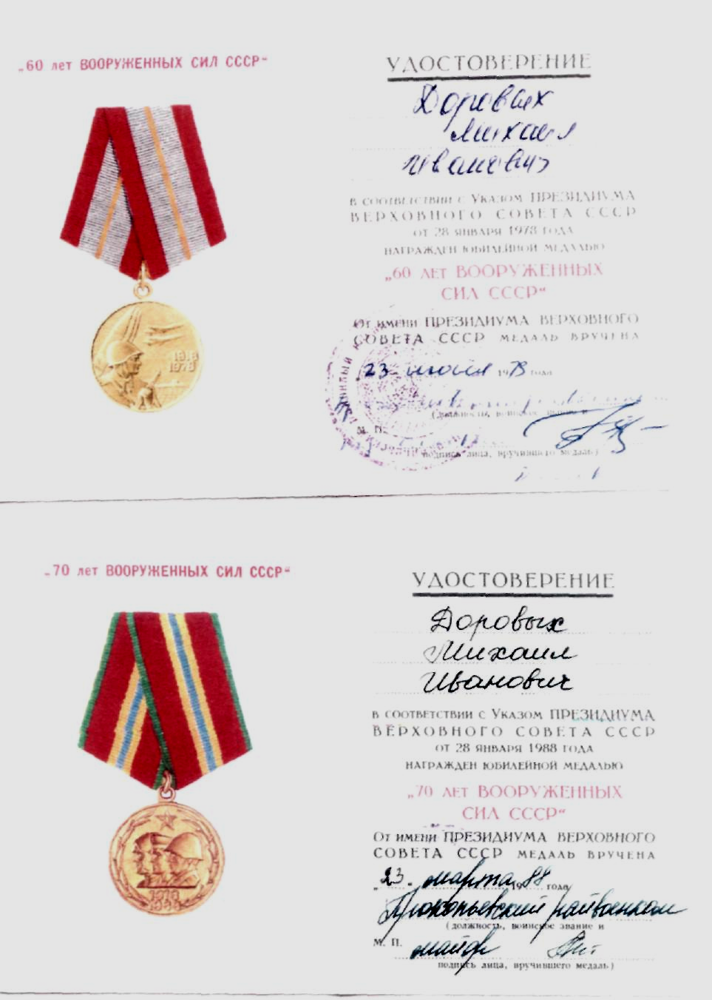 „60 лет ВООРУЖЕННЫХ СИЛ СССР“
1918
1978
УДОСТОВЕРЕНИЕ
Доровых
Михаил
Иванович
в соответствии с Указом ПРЕЗИДИУМА
ВЕРХОВНОГО СОВЕТА СССР
от 28 января 1978 года
награжден юбилейной медалью
„60 лет ВООРУЖЕННЫХ
СИЛ СССР“
От имени ПРЕЗИДИУМА ВЕРХОВНОГО
СОВЕТА СССР медаль вручена
„23 июня 1978 года
(должность, воинское звание и
М. П.
подпись лица, вручившего медаль)
„70 лет ВООРУЖЕННЫХ СИЛ СССР“
1918
1988
УДОСТОВЕРЕНИЕ
Доровых
Михаил
Иванович
в соответствии с Указом ПРЕЗИДИУМА
ВЕРХОВНОГО СОВЕТА СССР
от 28 января 1988 года
награжден юбилейной медалью
„70 лет ВООРУЖЕННЫХ
СИЛ СССР“
От имени ПРЕЗИДИУМА ВЕРХОВНОГО
СОВЕТА СССР медаль вручена
„23„ марта 1988 года
Прокопьевский райвоенком
(должность, воинское звание и
М. П. майор
подпись лица, вручившего медаль)